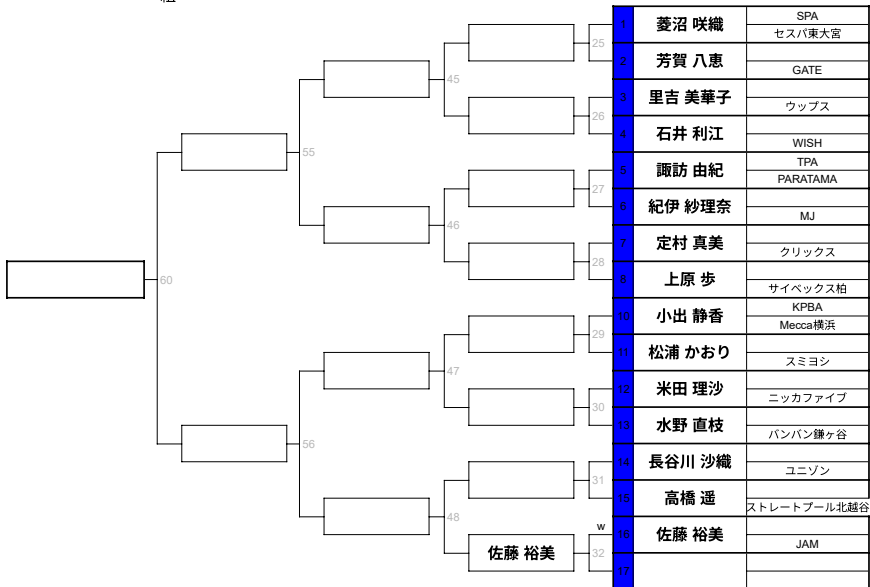 1 菱沼 咲織 SPA
セスパ東大宮
25
2 芳賀 八恵 GATE
45
3 里吉 美華子 ウップス
26
4 石井 利江 WISH
55
5 諏訪 由紀 TPA
PARATAMA
27
6 紀伊 紗理奈 MJ
46
7 定村 真美 クリックス
28
8 上原 歩 サイベックス柏
60
10 小出 静香 KPBA
Mecca横浜
29
11 松浦 かおり スミヨシ
47
12 米田 理沙 ニッカファイブ
30
13 水野 直枝 バンバン鎌ヶ谷
56
14 長谷川 沙織 ユニゾン
31
15 高橋 遥 ストレートプール北越谷
48
w
16 佐藤 裕美 JAM
佐藤 裕美
32
17